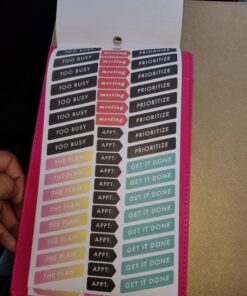 TOO BUSY meeting PRIORITIZE
TOO BUSY meeting PRIORITIZE
TOO BUSY meeting PRIORITIZE
TOO BUSY meeting PRIORITIZE
TOO BUSY meeting PRIORITIZE
TOO BUSY meeting PRIORITIZE
TOO BUSY APPT: PRIORITIZE
TOO BUSY APPT: PRIORITIZE
THE PLAN APPT: GET IT DONE
THE PLAN APPT: GET IT DONE
THE PLAN APPT: GET IT DONE
THE PLAN APPT: GET IT DONE
THE PLAN APPT: GET IT DONE
THE PLAN APPT: GET IT DONE
THE PLAN APPT: GET IT DONE
THE PLAN APPT: GET IT DONE
APPT: